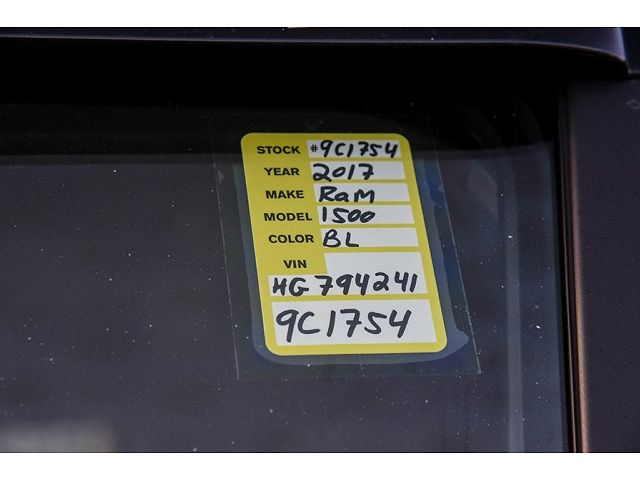 STOCK #9C1754
YEAR 2017
MAKE RaM
MODEL 1500
COLOR BL
VIN
HG794241
9C1754